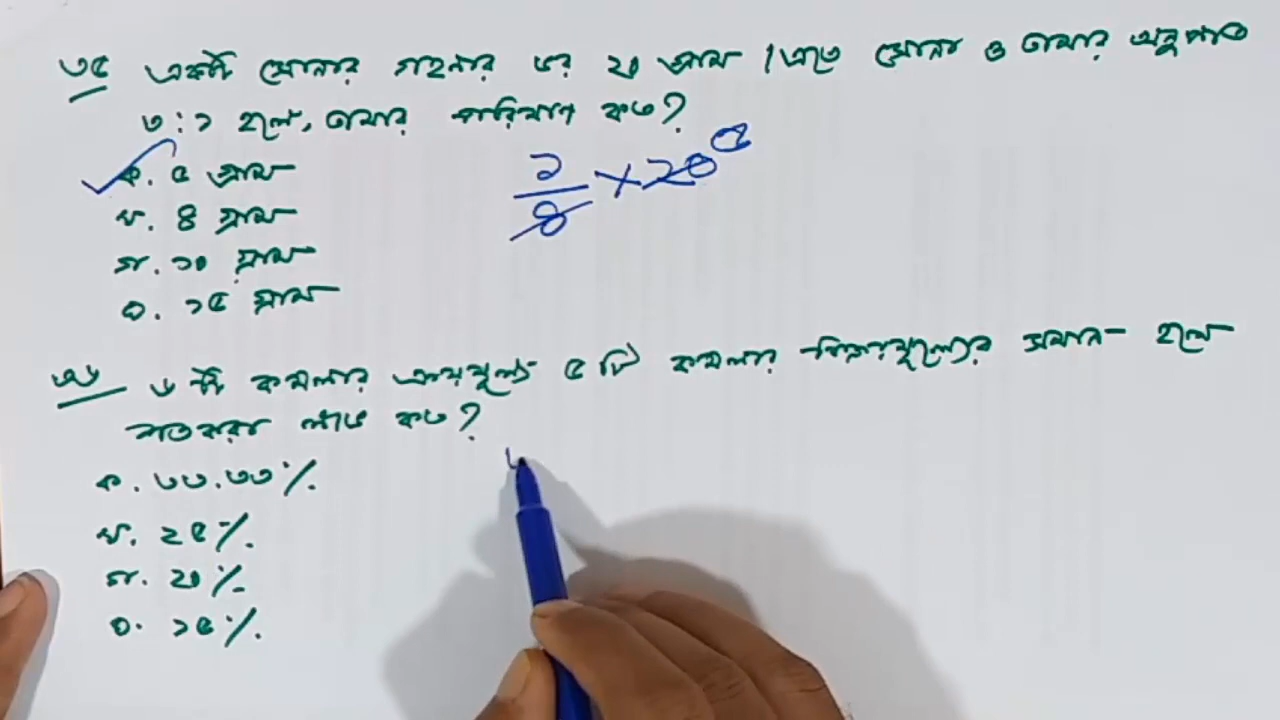 ৩৫ একটি সোনার গহনার ভর ২০ গ্রাম । এতে সোনা ও তামার অনুপাত
৩:১ হলে, তামার পরিমাণ কত?
ক. ৫ গ্রাম
খ. ৪ গ্রাম
গ. ১০ গ্রাম
ঘ. ১৫ গ্রাম
১/৪ × ২০ ৫
৩৬ ৬ টি কমলার ক্রয়মূল্য ৫ টি কমলার বিক্রয়মূল্যের সমান হলে
শতকরা লাভ কত?
ক. ৩৩.৩৩%.
খ. ২৫%.
গ. ২০%.
ঘ. ১৫%.